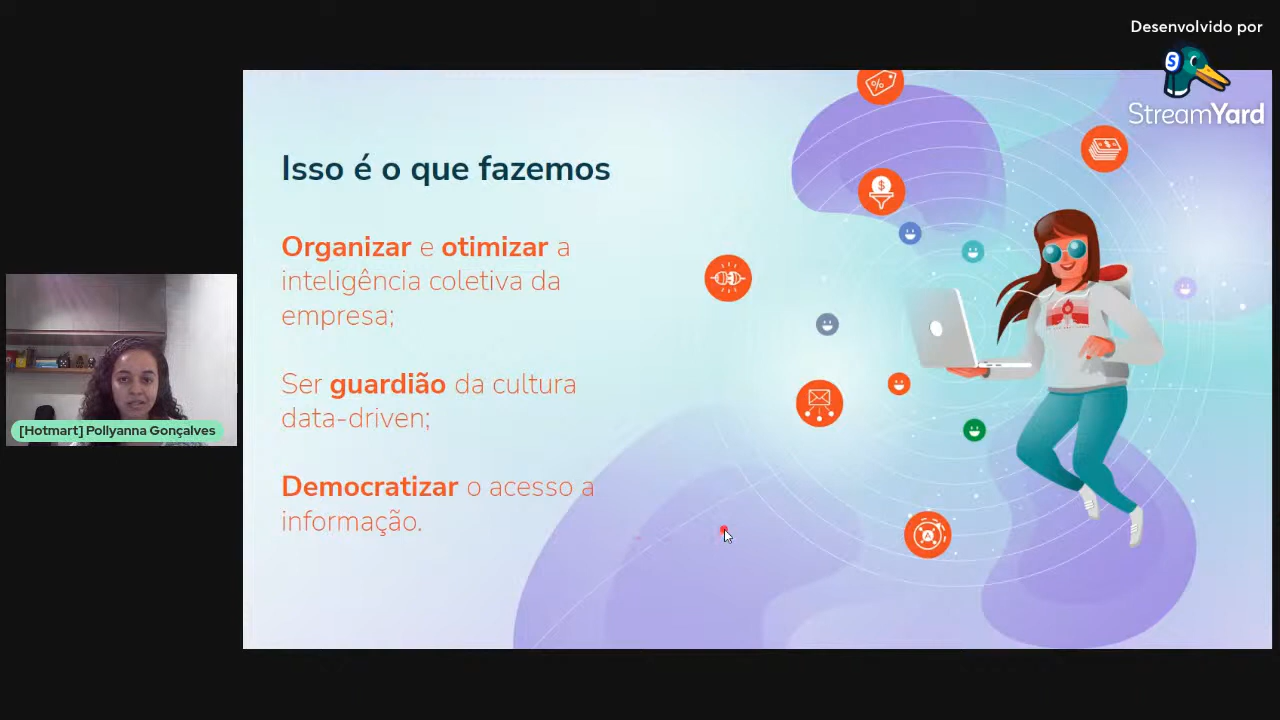 Desenvolvido por
StreamYard
Isso é o que fazemos
Organizar e otimizar a
inteligência coletiva da
empresa;
Ser guardião da cultura
data-driven;
Democratizar o acesso a
informação.
[Hotmart] Pollyanna Gonçalves